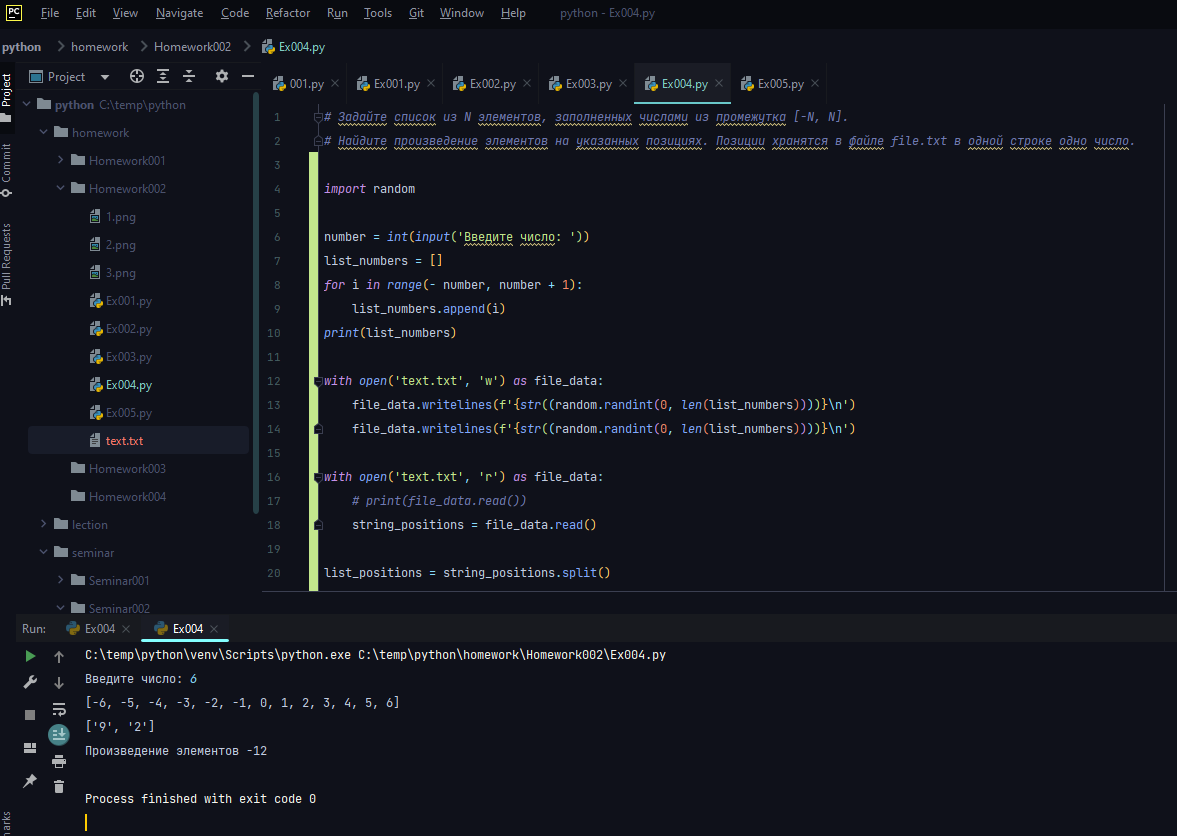 PC File Edit View Navigate Code Refactor Run Tools Git Window Help python - Ex004.py
python homework Homework002 Ex004.py
Project
001.py Ex001.py Ex002.py Ex003.py Ex004.py Ex005.py
Project
Commit
Pull Requests
python C:\temp\python
homework
Homework001
Homework002
1.png
2.png
3.png
Ex001.py
Ex002.py
Ex003.py
Ex004.py
Ex005.py
text.txt
Homework003
Homework004
lection
seminar
Seminar001
Seminar002
1 # Задайте список из N элементов, заполненных числами из промежутка [-N, N].
2 # Найдите произведение элементов на указанных позициях. Позиции хранятся в файле file.txt в одной строке одно число.
3
4 import random
5
6 number = int(input('Введите число: '))
7 list_numbers = []
8 for i in range(- number, number + 1):
9 list_numbers.append(i)
10 print(list_numbers)
11
12 with open('text.txt', 'w') as file_data:
13 file_data.writelines(f'{str((random.randint(0, len(list_numbers))))}\n')
14 file_data.writelines(f'{str((random.randint(0, len(list_numbers))))}\n')
15
16 with open('text.txt', 'r') as file_data:
17 # print(file_data.read())
18 string_positions = file_data.read()
19
20 list_positions = string_positions.split()
Run: Ex004 Ex004
C:\temp\python\venv\Scripts\python.exe C:\temp\python\homework\Homework002\Ex004.py
Введите число: 6
[-6, -5, -4, -3, -2, -1, 0, 1, 2, 3, 4, 5, 6]
['9', '2']
Произведение элементов -12
Process finished with exit code 0